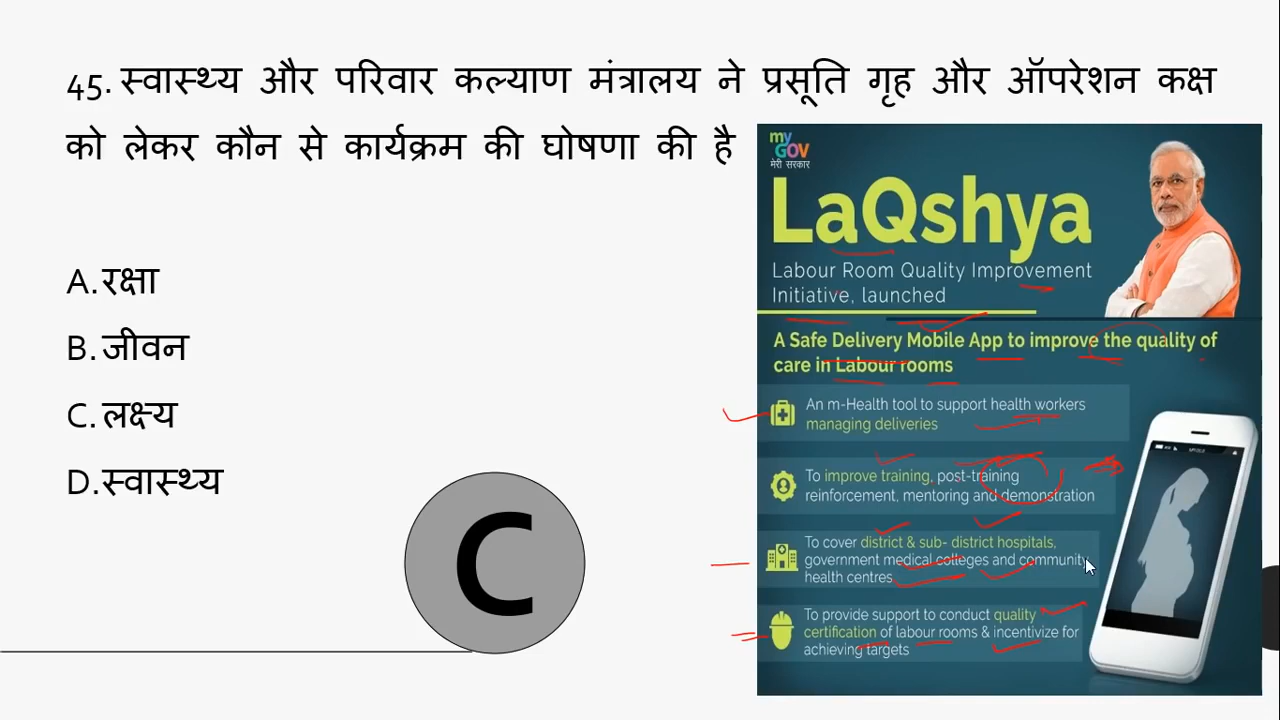 45. स्वास्थ्य और परिवार कल्याण मंत्रालय ने प्रसूति गृह और ऑपरेशन कक्ष
को लेकर कौन से कार्यक्रम की घोषणा की है
A. रक्षा
B. जीवन
C. लक्ष्य
D. स्वास्थ्य
C
my
GOV
मेरी सरकार
LaQshya
Labour Room Quality Improvement
Initiative, launched
A Safe Delivery Mobile App to improve the quality of
care in Labour rooms
An m-Health tool to support health workers
managing deliveries
To improve training, post-training
reinforcement, mentoring and demonstration
To cover district & sub- district hospitals,
government medical colleges and community
health centres
To provide support to conduct quality
certification of labour rooms & incentivize for
achieving targets